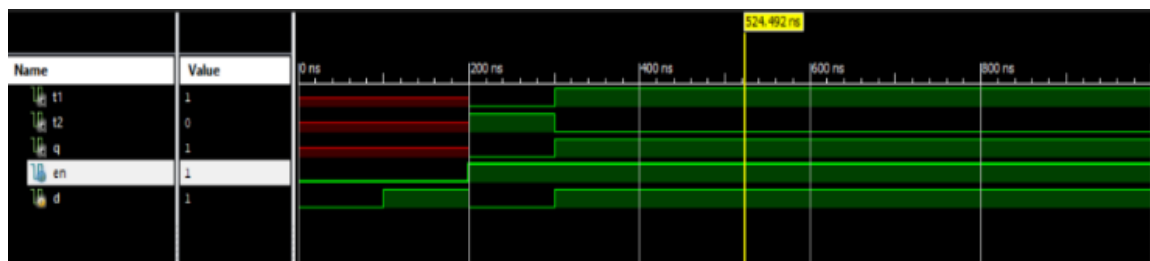 524.492 ns
Name Value 0 ns 200 ns 400 ns 600 ns 800 ns
t1 1
t2 0
q 1
en 1
d 1